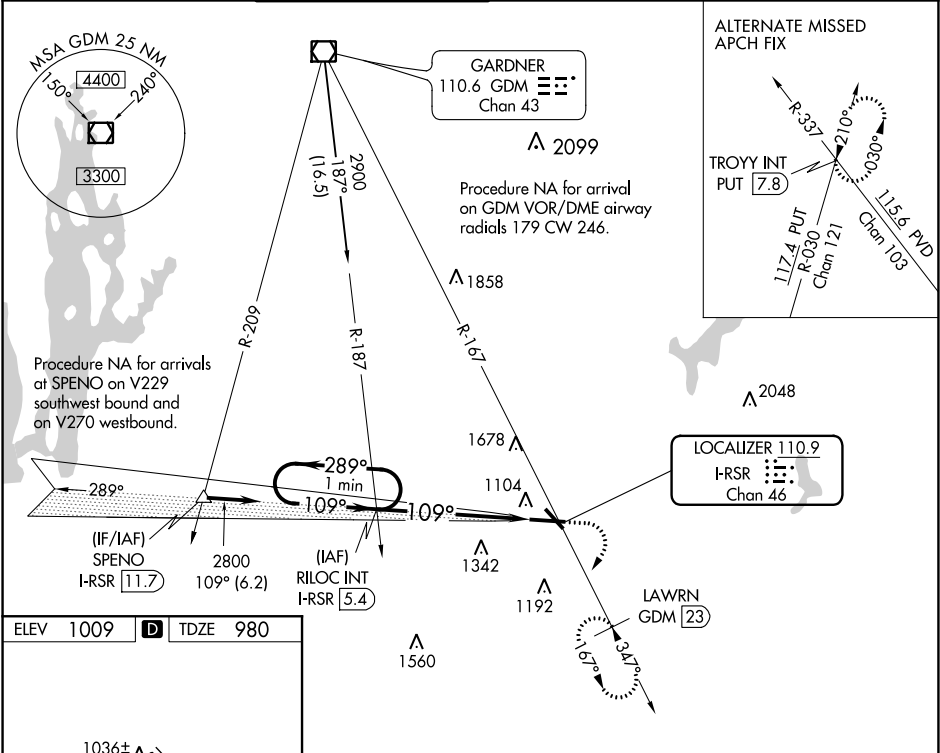 MSA GDM 25 NM
150°
4400
240°
3300
GARDNER
110.6 GDM
Chan 43
2099
Procedure NA for arrival
on GDM VOR/DME airway
radials 179 CW 246.
2900
187°
(16.5)
1858
R-209
R-187
R-167
ALTERNATE MISSED
APCH FIX
R-337
210°
030°
TROYY INT
PUT 7.8
117.4 PUT
R-030
Chan 121
115.6 PVD
Chan 103
Procedure NA for arrivals
at SPENO on V229
southwest bound and
on V270 westbound.
2048
1678
1104
LOCALIZER 110.9
I-RSR
Chan 46
289°
289°
1 min
109°
109°
(IF/IAF)
SPENO
I-RSR 11.7
2800
109° (6.2)
(IAF)
RILOC INT
I-RSR 5.4
1342
1192
1560
LAWRN
GDM 23
167°
347°
ELEV 1009 D TDZE 980
1036±